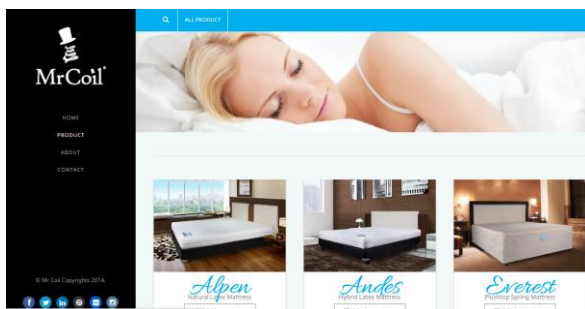 MrCoil
HOME
PRODUCT
ABOUT
CONTACT
© Mr Coil Copyrights 2014.
ALL PRODUCT
Alpen
Natural Latex Mattress
Andes
Hybrid Latex Mattress
Everest
Plushtop Spring Mattress